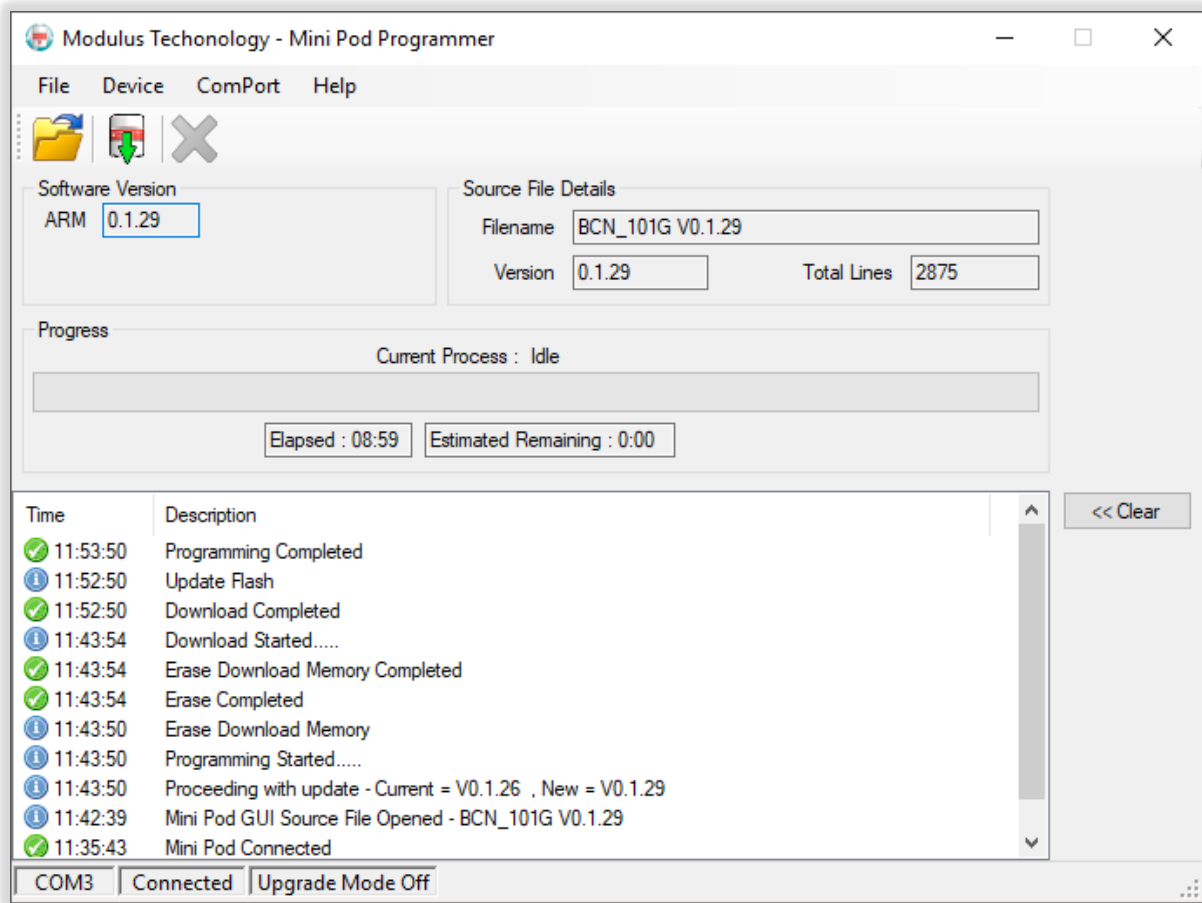 Modulus Techonology - Mini Pod Programmer
File Device ComPort Help
Software Version
ARM 0.1.29
Source File Details
Filename BCN_101G V0.1.29
Version 0.1.29 Total Lines 2875
Progress
Current Process : Idle
Elapsed : 08:59 Estimated Remaining : 0:00
Time Description
11:53:50 Programming Completed
11:52:50 Update Flash
11:52:50 Download Completed
11:43:54 Download Started.....
11:43:54 Erase Download Memory Completed
11:43:54 Erase Completed
11:43:50 Erase Download Memory
11:43:50 Programming Started.....
11:43:50 Proceeding with update - Current = V0.1.26 , New = V0.1.29
11:42:39 Mini Pod GUI Source File Opened - BCN_101G V0.1.29
11:35:43 Mini Pod Connected
<< Clear
COM3 Connected Upgrade Mode Off